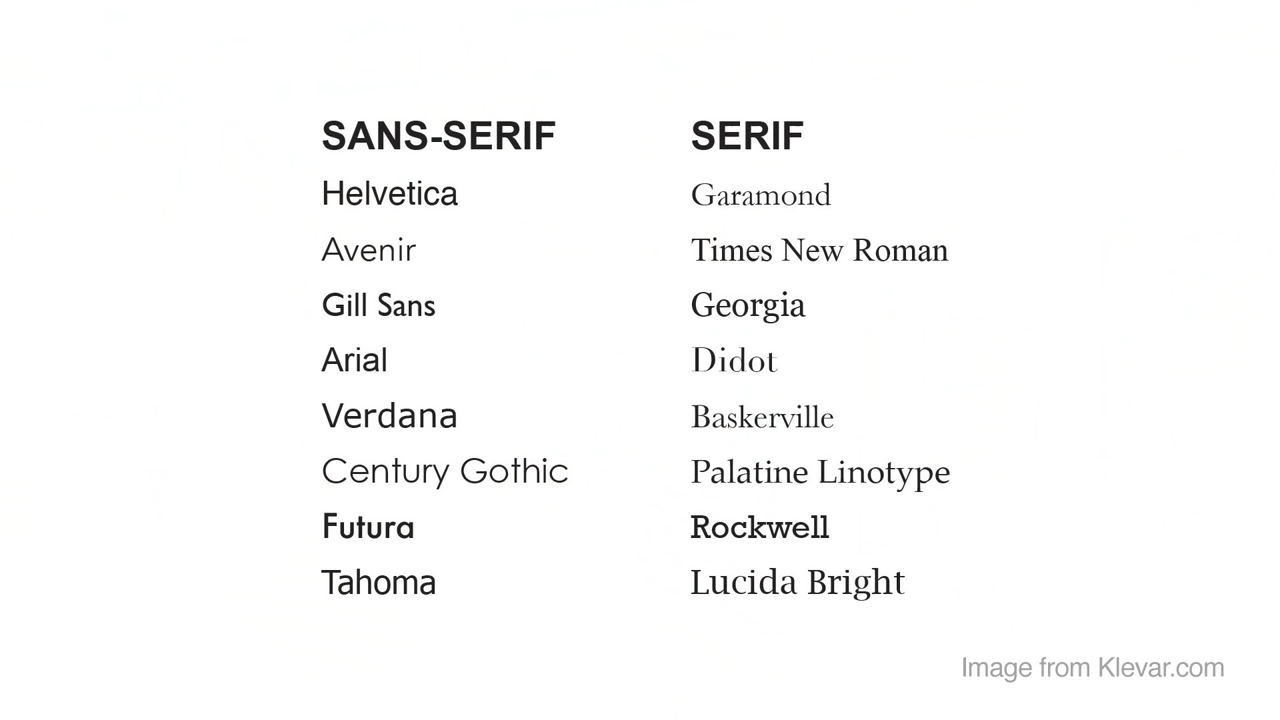 SANS-SERIF
Helvetica
Avenir
Gill Sans
Arial
Verdana
Century Gothic
Futura
Tahoma
SERIF
Garamond
Times New Roman
Georgia
Didot
Baskerville
Palatine Linotype
Rockwell
Lucida Bright
Image from Klevar.com